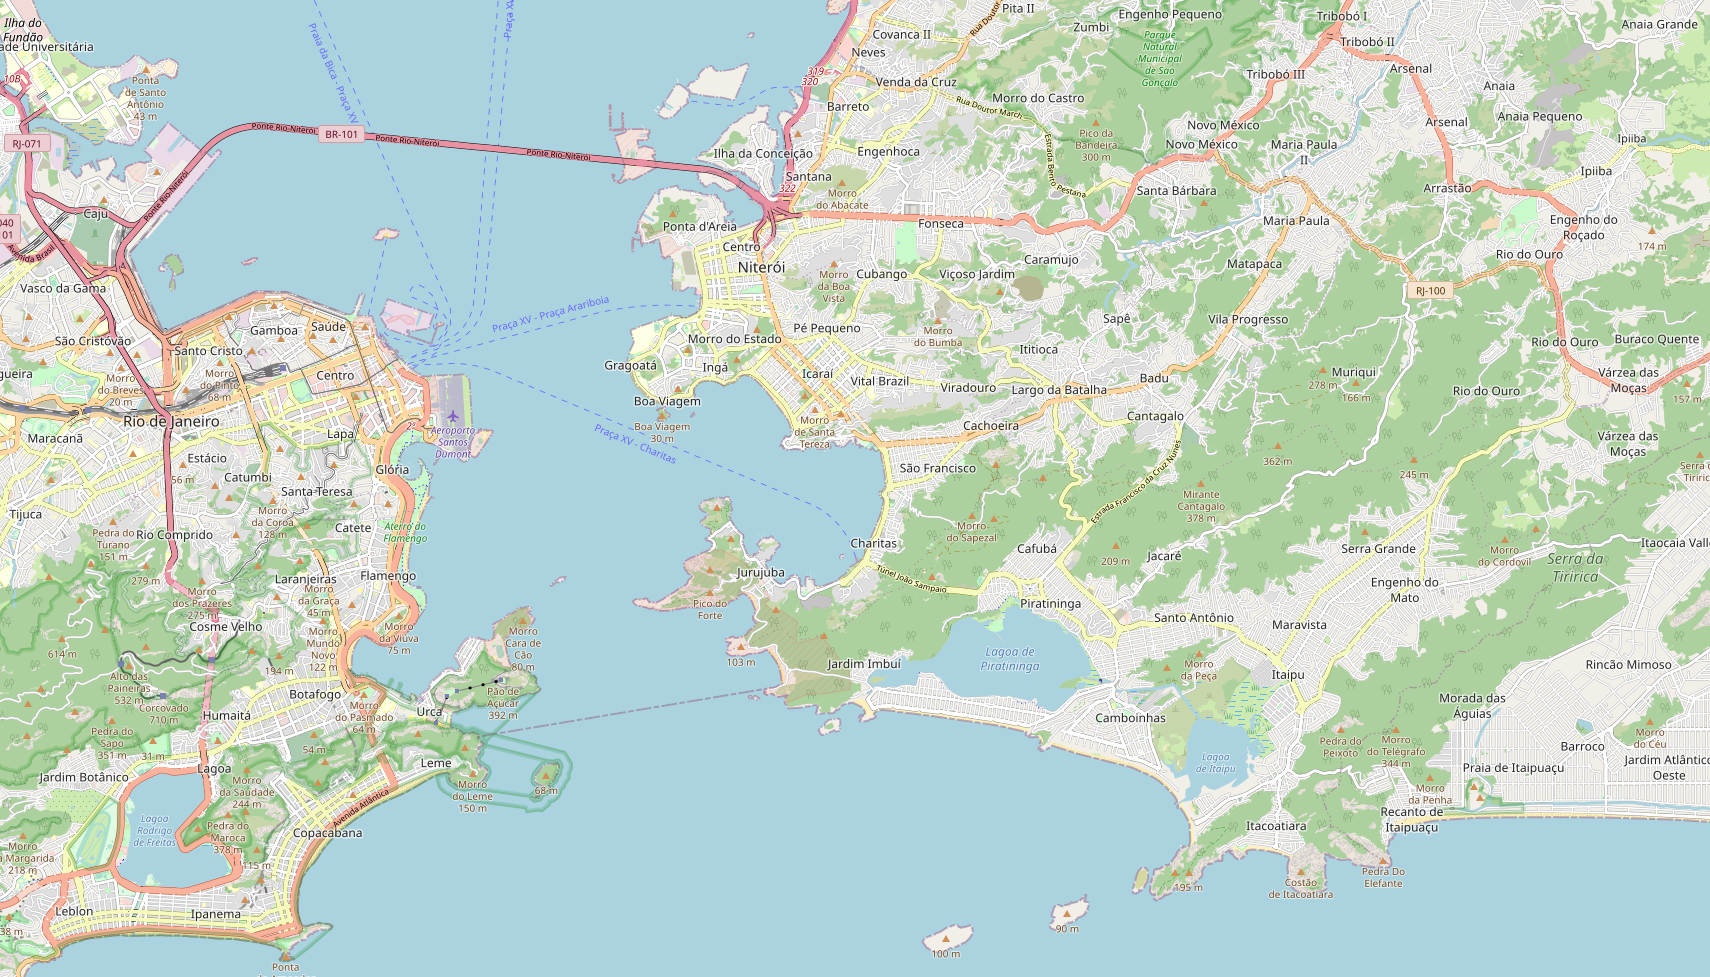 Ilha do
Fundão
ade Universitária
10B
Ponta
de Santo
Antônio
43 m
RJ-071
Caju
040
101
Avenida Brasil
Vasco da Gama
São Cristóvão
Praia da Bica - Praça XV
Ponte Rio-Niterói
BR-101
Ponte Rio-Niterói
Ponte Rio-Niterói
Ponte Rio-Niterói
319
320
322
Pita II
Covanca II
Neves
Venda da Cruz
Barreto
Zumbi
Engenho Pequeno
Parque
Natural
Municipal
de Sao
Gonçalo
Morro do Castro
Rua Doutor March
Estrada Bento Pestana
Pico da
Bandeira
300 m
Engenhoca
Ilha da Conceição
Santana
Morro
do Abacate
Ponta d'Areia
Centro
Niterói
Fonseca
Cubango
Viçoso Jardim
Caramujo
Morro
da Boa
Vista
Tribobó I
Tribobó II
Tribobó III
Arsenal
Anaia
Anaia Grande
Anaia Pequeno
Arsenal
Novo México
Novo México
Maria Paula
II
Ipiiba
Ipiiba
Santa Bárbara
Arrastão
Maria Paula
Engenho do
Roçado
174 m
Rio do Ouro
Matapaca
RJ-100
Sapê
Vila Progresso
Rio do Ouro
Buraco Quente
Várzea das
Moças
157 m
Muriqui
278 m
166 m
Rio do Ouro
Várzea das
Moças
Gamboa
Saúde
Santo Cristo
Centro
Morro
do Pinto
68 m
Morro
do Breves
20 m
gueira
Rio de Janeiro
Maracanã
Lapa
Estácio
56 m
Catumbi
Glória
Santa Teresa
Tijuca
Morro
da Coroa
128 m
Catete
Aterro do
Flamengo
Pedra do
Turano
151 m
Rio Comprido
279 m
Laranjeiras
Flamengo
Aeroporto
Santos
Dumont
Praça XV - Praça Arariboia
Praça XV - Charitas
Pé Pequeno
Morro do Estado
Gragoatá
Ingá
Icaraí
Vital Brazil
Viradouro
Boa Viagem
Boa Viagem
30 m
Morro
de Santa
Tereza
Morro
do Bumba
Ititioca
Largo da Batalha
Badu
Cantagalo
Cachoeira
São Francisco
Estrada Francisco da Cruz Nunes
362 m
245 m
Mirante
Cantagalo
378 m
Morro
do Sapezal
Charitas
Cafubá
Túnel João Sampaio
Jurujuba
Pico do
Forte
Jacaré
209 m
Serra Grande
Morro
do Cordovil
Serra da
Tiririca
Itaocaia Vall
Engenho do
Mato
Piratininga
Santo Antônio
Maravista
Lagoa de
Piratininga
Jardim Imbuí
103 m
Morro
da Peça
Itaipu
Rincão Mimoso
Camboinhas
Lagoa
de Itaipu
Morada das
Águas
Pedra do
Peixoto
Morro
do Telégrafo
344 m
Barroco
Morro
do Céu
Praia de Itaipuaçu
Jardim Atlântico
Oeste
Morro
da Penha
Recanto de
Itaipuaçu
Itacoatiara
195 m
Costão
de Itacoatiara
Pedra Do
Elefante
90 m
100 m
Morro
dos Prazeres
275 m
Morro
da Graça
45 m
Cosme Velho
Morro
Mundo
Novo
122 m
Morro
da Viúva
75 m
614 m
194 m
Alto das
Paineiras
532 m
Corcovado
710 m
Botafogo
Morro
do Pasmado
64 m
Morro
Cara de
Cão
80 m
Pão de
Açúcar
392 m
Urca
Humaitá
Pedra do
Sapo
351 m
31 m
54 m
Leme
Jardim Botânico
Lagoa
Morro
da Saudade
244 m
Morro
do Leme
150 m
68 m
Avenida Atlântica
Lagoa
Rodrigo
de Freitas
Pedra do
Maroca
378 m
Copacabana
115 m
Morro
a Margarida
218 m
Leblon
Ipanema
38 m
Ponta